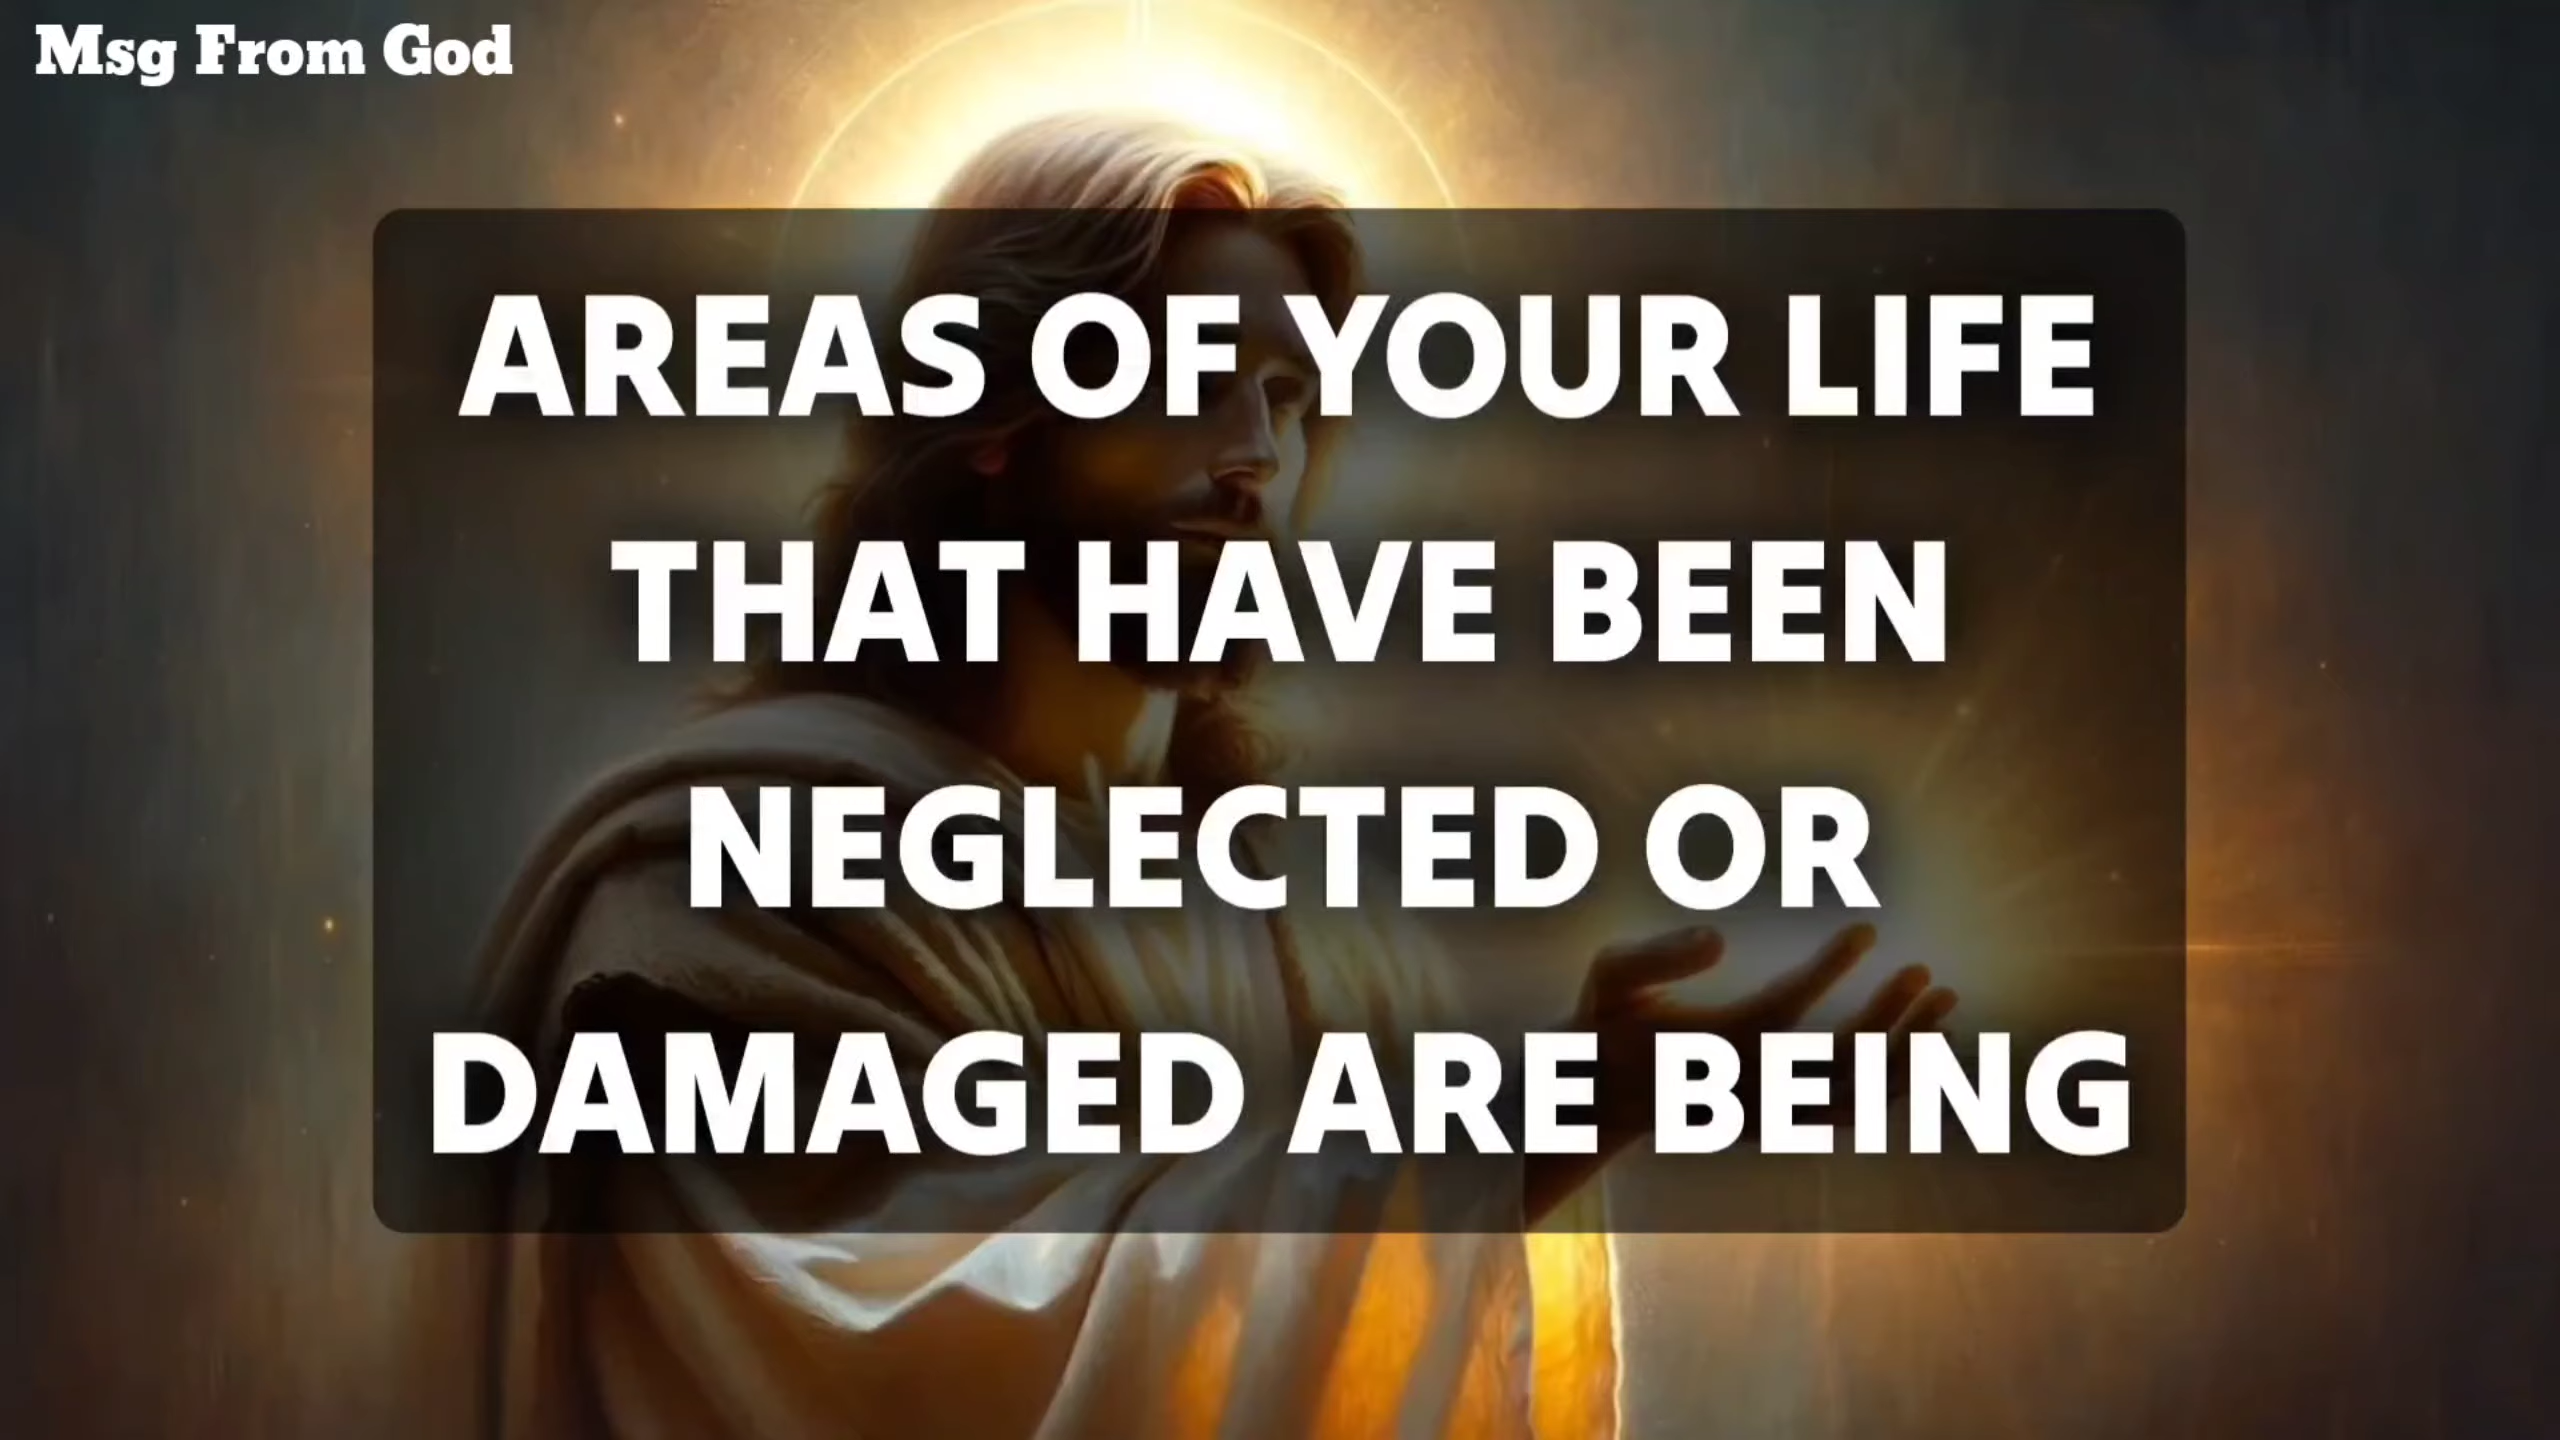 Msg From God
AREAS OF YOUR LIFE
THAT HAVE BEEN
NEGLECTED OR
DAMAGED ARE BEING